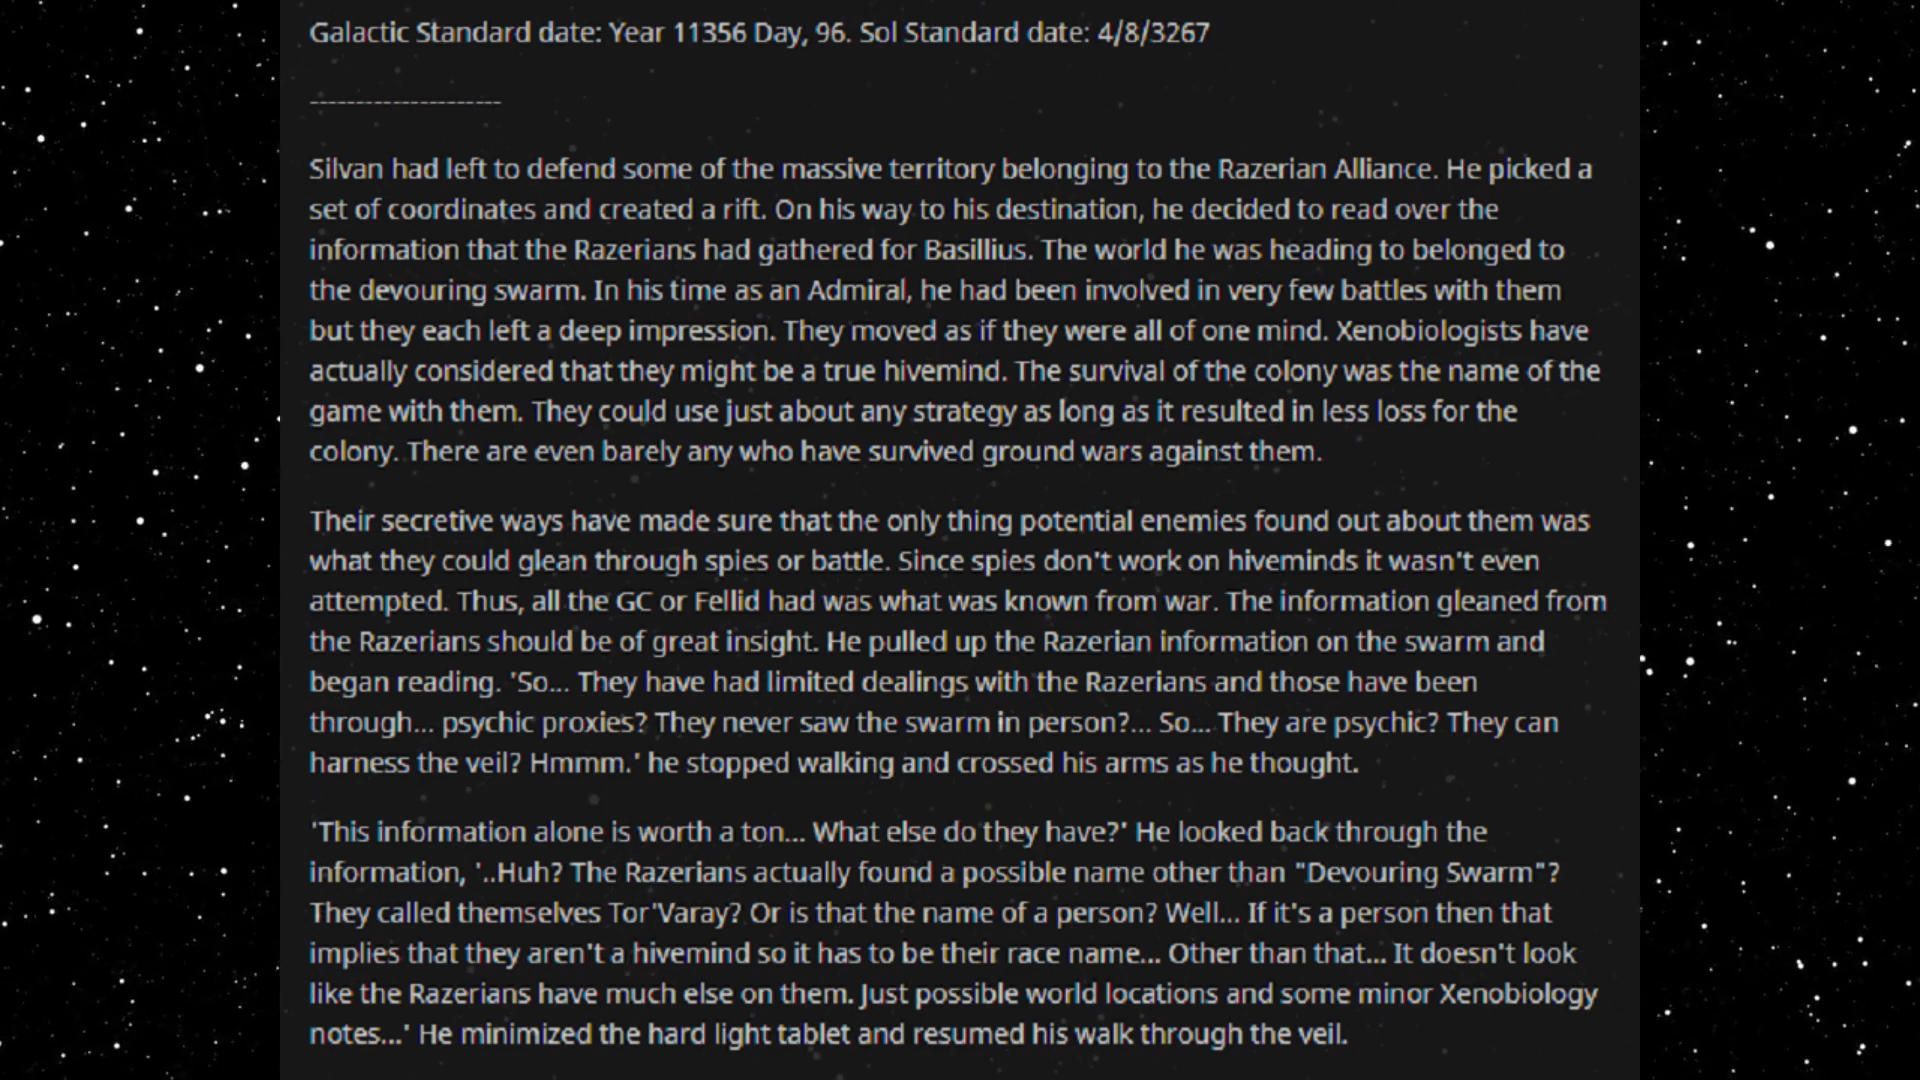 Galactic Standard date: Year 11356 Day, 96. Sol Standard date: 4/8/3267
---------------------
Silvan had left to defend some of the massive territory belonging to the Razerian Alliance. He picked a
set of coordinates and created a rift. On his way to his destination, he decided to read over the
information that the Razerians had gathered for Basillius. The world he was heading to belonged to
the devouring swarm. In his time as an Admiral, he had been involved in very few battles with them
but they each left a deep impression. They moved as if they were all of one mind. Xenobiologists have
actually considered that they might be a true hivemind. The survival of the colony was the name of the
game with them. They could use just about any strategy as long as it resulted in less loss for the
colony. There are even barely any who have survived ground wars against them.
Their secretive ways have made sure that the only thing potential enemies found out about them was
what they could glean through spies or battle. Since spies don't work on hiveminds it wasn't even
attempted. Thus, all the GC or Fellid had was what was known from war. The information gleaned from
the Razerians should be of great insight. He pulled up the Razerian information on the swarm and
began reading. 'So... They have had limited dealings with the Razerians and those have been
through... psychic proxies? They never saw the swarm in person?... So... They are psychic? They can
harness the veil? Hmmm.' he stopped walking and crossed his arms as he thought.
'This information alone is worth a ton... What else do they have?' He looked back through the
information, '..Huh? The Razerians actually found a possible name other than "Devouring Swarm"?
They called themselves Tor'Varay? Or is that the name of a person? Well... If it's a person then that
implies that they aren't a hivemind so it has to be their race name... Other than that... It doesn't look
like the Razerians have much else on them. Just possible world locations and some minor Xenobiology
notes...' He minimized the hard light tablet and resumed his walk through the veil.